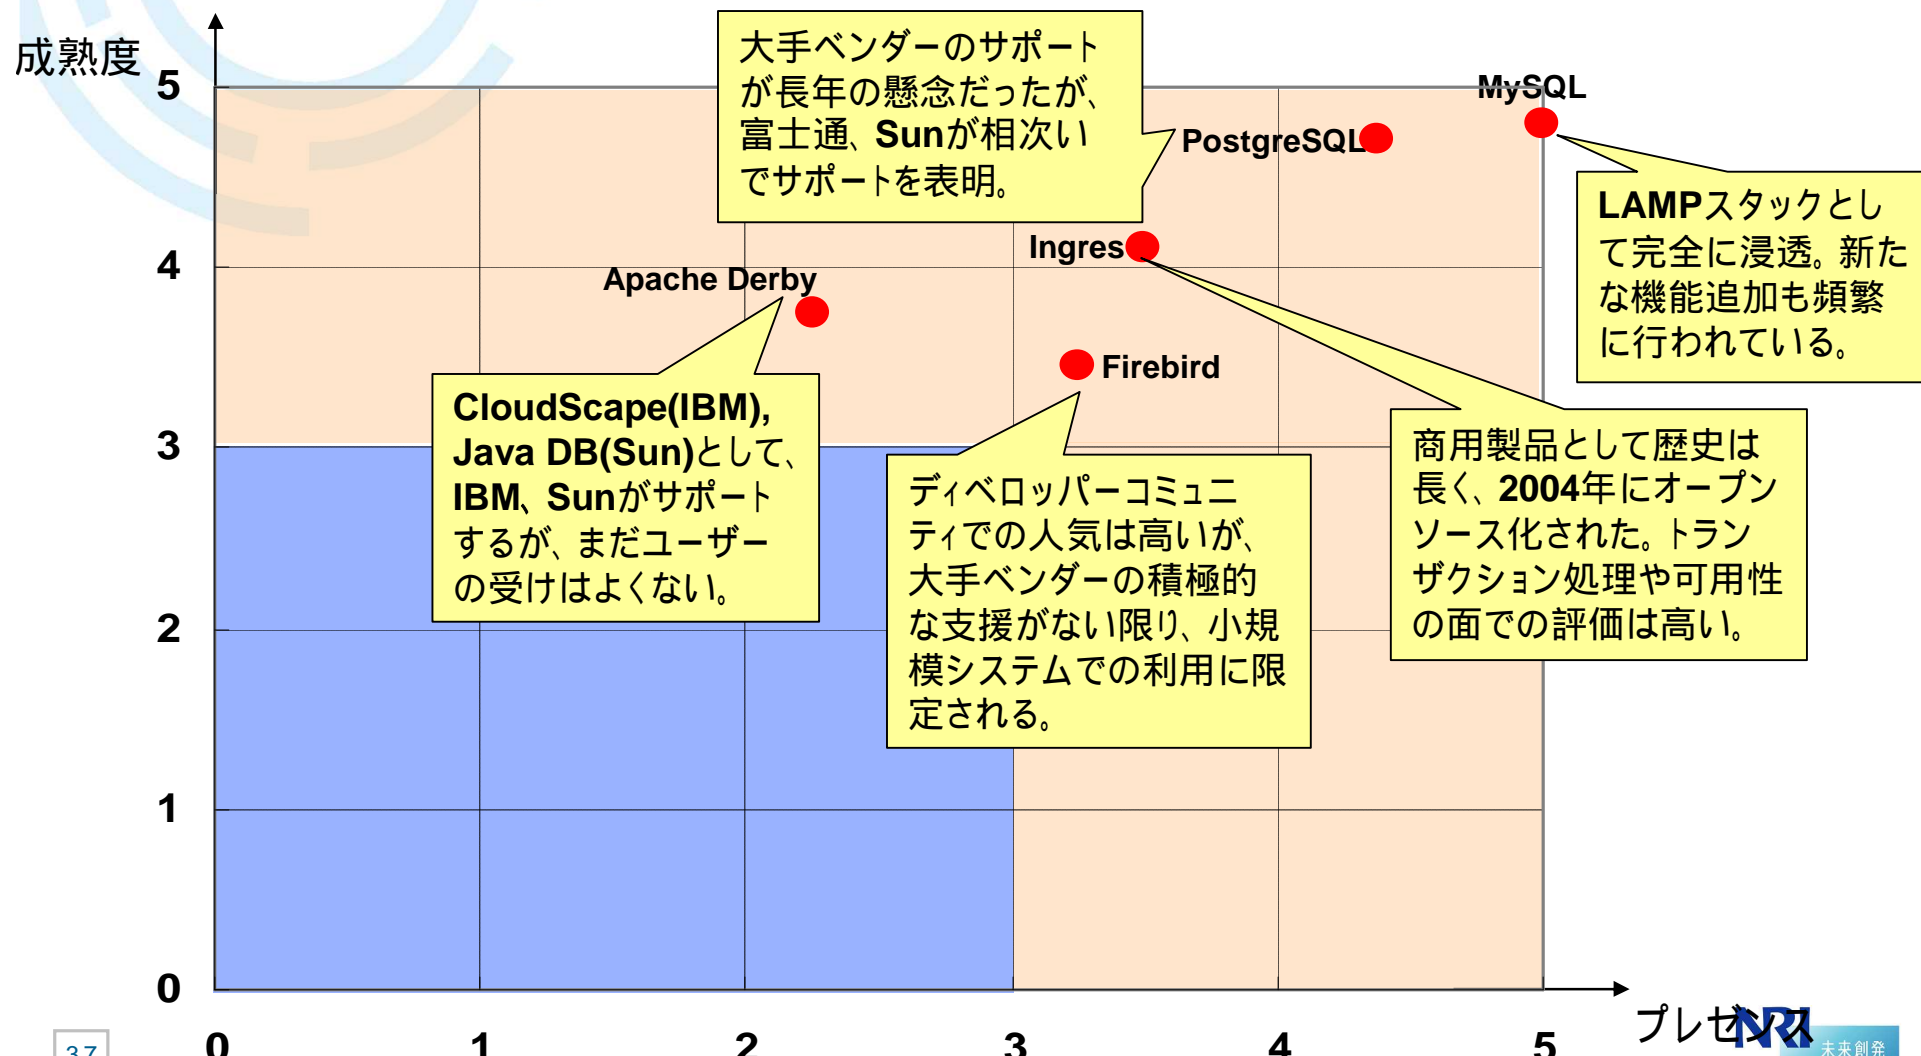 成熟度
5
4
3
2
1
0
大手ベンダーのサポート
が長年の懸念だったが、
富士通、Sunが相次い
でサポートを表明。
MySQL
PostgreSQL
LAMPスタックとし
て完全に浸透。新た
な機能追加も頻繁
に行われている。
Ingres
Apache Derby
Firebird
CloudScape(IBM),
Java DB(Sun)として、
IBM、Sunがサポート
するが、まだユーザー
の受けはよくない。
ディベロッパーコミュニ
ティでの人気は高いが、
大手ベンダーの積極的
な支援がない限り、小規
模システムでの利用に限
定される。
商用製品として歴史は
長く、2004年にオープン
ソース化された。トラン
ザクション処理や可用性
の面での評価は高い。
0 1 2 3 4 5
プレゼンス
37
NRI
未来創発